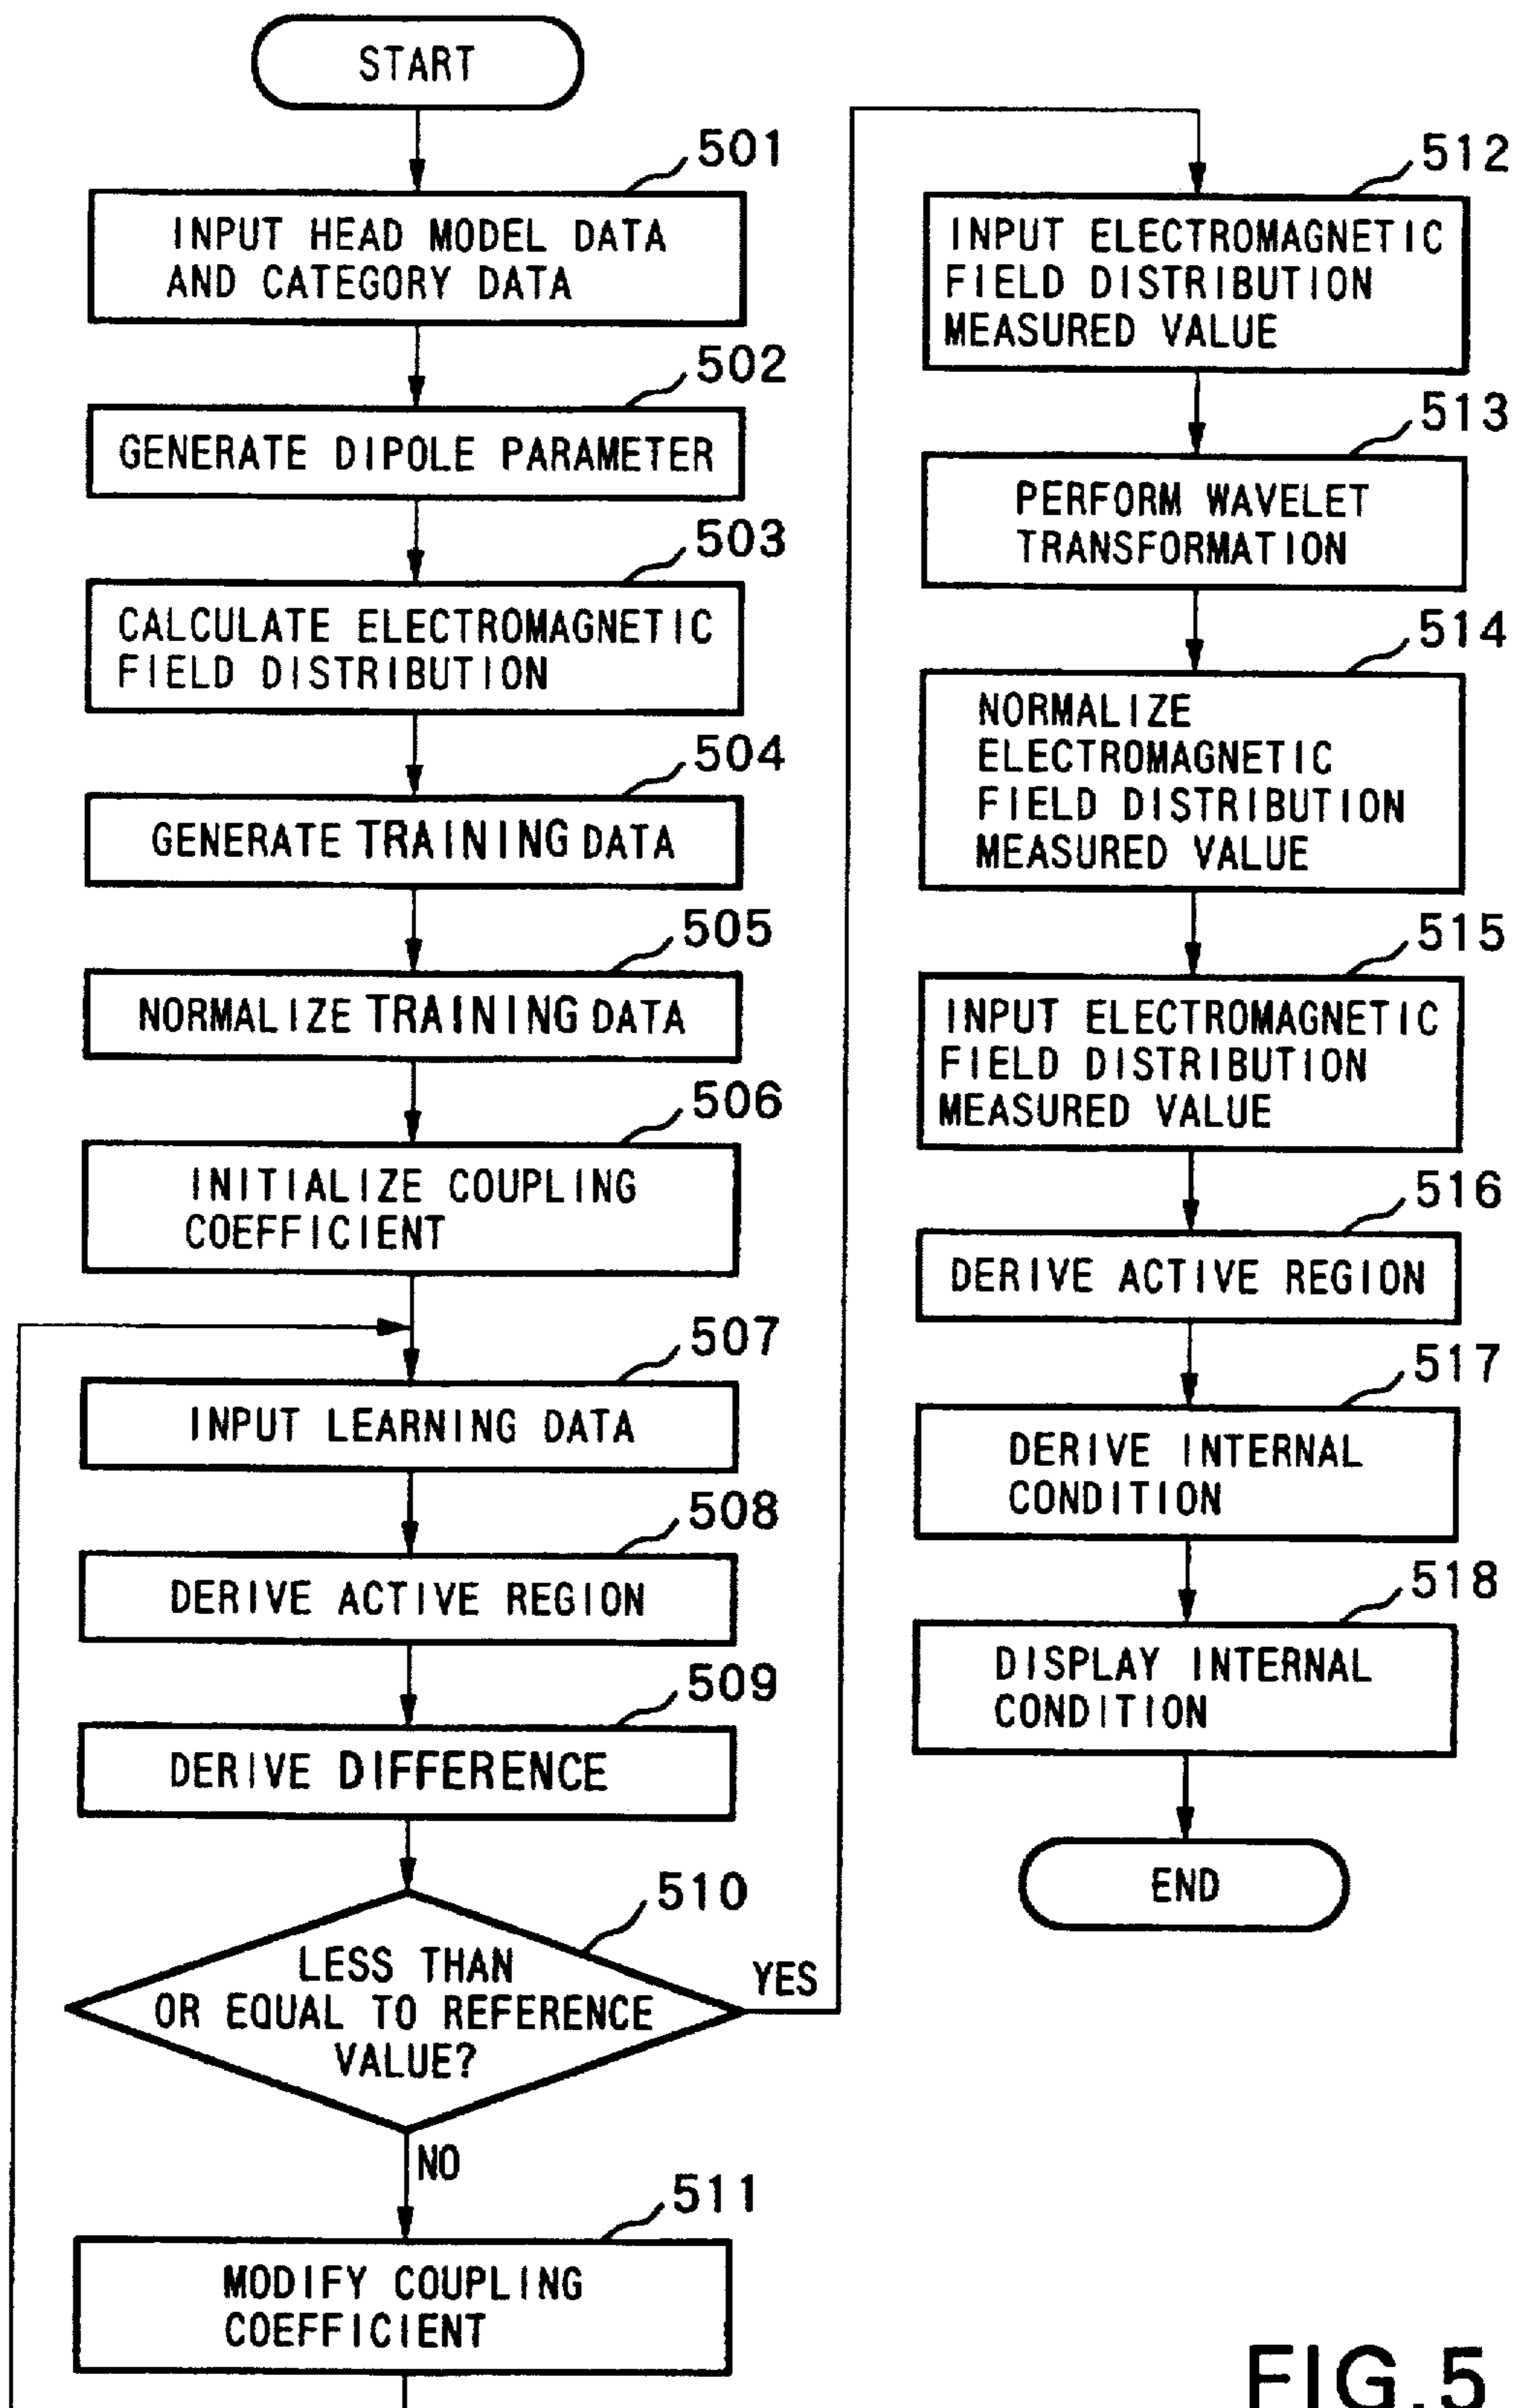 START
501
INPUT HEAD MODEL DATA
AND CATEGORY DATA
502
GENERATE DIPOLE PARAMETER
503
CALCULATE ELECTROMAGNETIC
FIELD DISTRIBUTION
504
GENERATE TRAINING DATA
505
NORMALIZE TRAINING DATA
506
INITIALIZE COUPLING
COEFFICIENT
507
INPUT LEARNING DATA
508
DERIVE ACTIVE REGION
509
DERIVE DIFFERENCE
510
LESS THAN
OR EQUAL TO REFERENCE
VALUE?
YES
NO
511
MODIFY COUPLING
COEFFICIENT
512
INPUT ELECTROMAGNETIC
FIELD DISTRIBUTION
MEASURED VALUE
513
PERFORM WAVELET
TRANSFORMATION
514
NORMALIZE
ELECTROMAGNETIC
FIELD DISTRIBUTION
MEASURED VALUE
515
INPUT ELECTROMAGNETIC
FIELD DISTRIBUTION
MEASURED VALUE
516
DERIVE ACTIVE REGION
517
DERIVE INTERNAL
CONDITION
518
DISPLAY INTERNAL
CONDITION
END
FIG.5